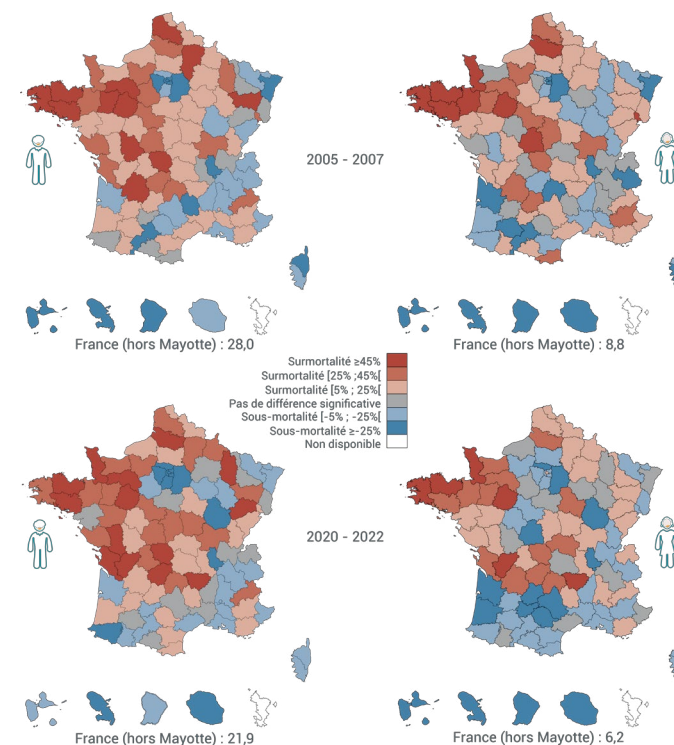 2005 - 2007
France (hors Mayotte) : 28,0
France (hors Mayotte) : 8,8
Surmortalité ≥45%
Surmortalité [25% ;45%[
Surmortalité [5% ; 25%[
Pas de différence significative
Sous-mortalité [-5% ; -25%[
Sous-mortalité ≥-25%
Non disponible
2020 - 2022
France (hors Mayotte) : 21,9
France (hors Mayotte) : 6,2